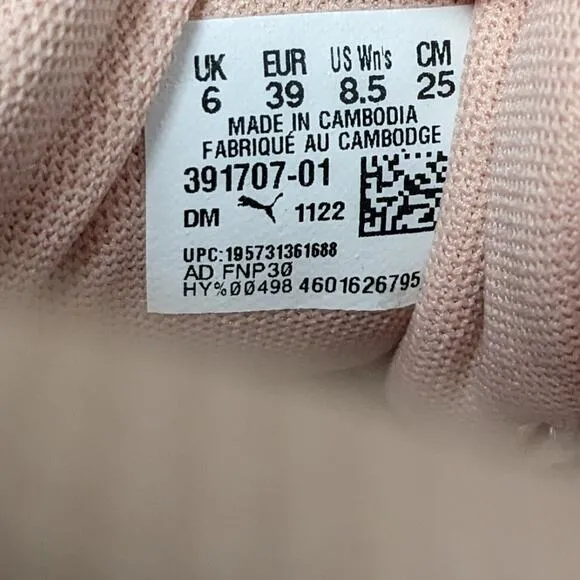 UK EUR US Wn's CM
6 39 8.5 25
MADE IN CAMBODIA
FABRIQUÉ AU CAMBODGE
391707-01
DM 1122
UPC:195731361688
AD FNP30
HY%00498 4601626795